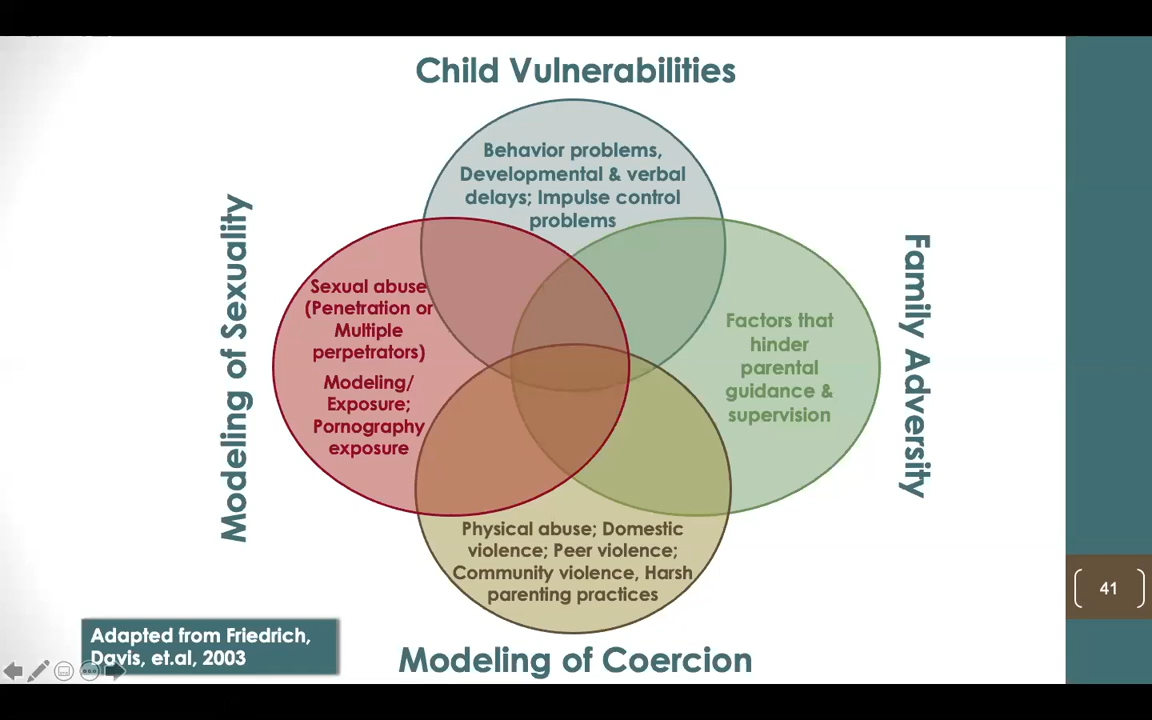 Child Vulnerabilities
Behavior problems,
Developmental & verbal
delays; Impulse control
problems
Modeling of Sexuality
Sexual abuse
(Penetration or
Multiple
perpetrators)
Modeling/
Exposure;
Pornography
exposure
Factors that
hinder
parental
guidance &
supervision
Family Adversity
Physical abuse; Domestic
violence; Peer violence;
Community violence, Harsh
parenting practices
Modeling of Coercion
Adapted from Friedrich,
Davis, et.al, 2003
41